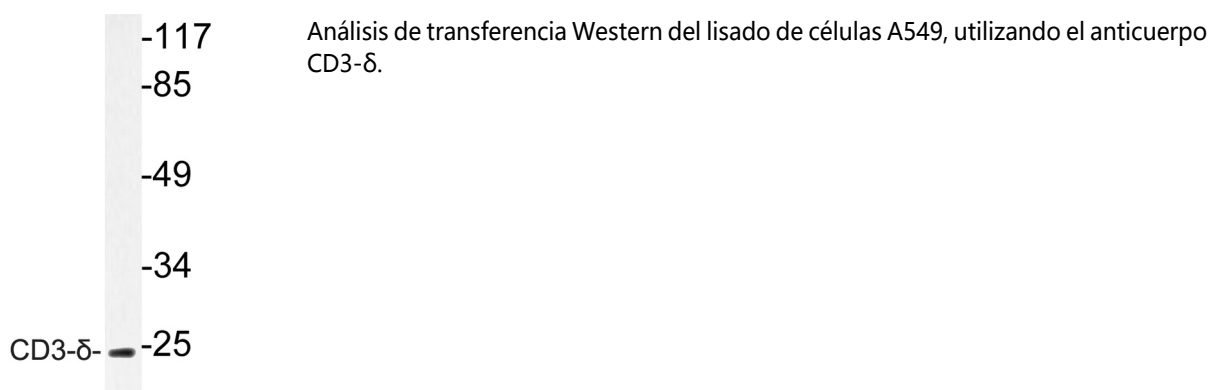 -117
-85
-49
-34
-25
CD3-δ-
Análisis de transferencia Western del lisado de células A549, utilizando el anticuerpo
CD3-δ.